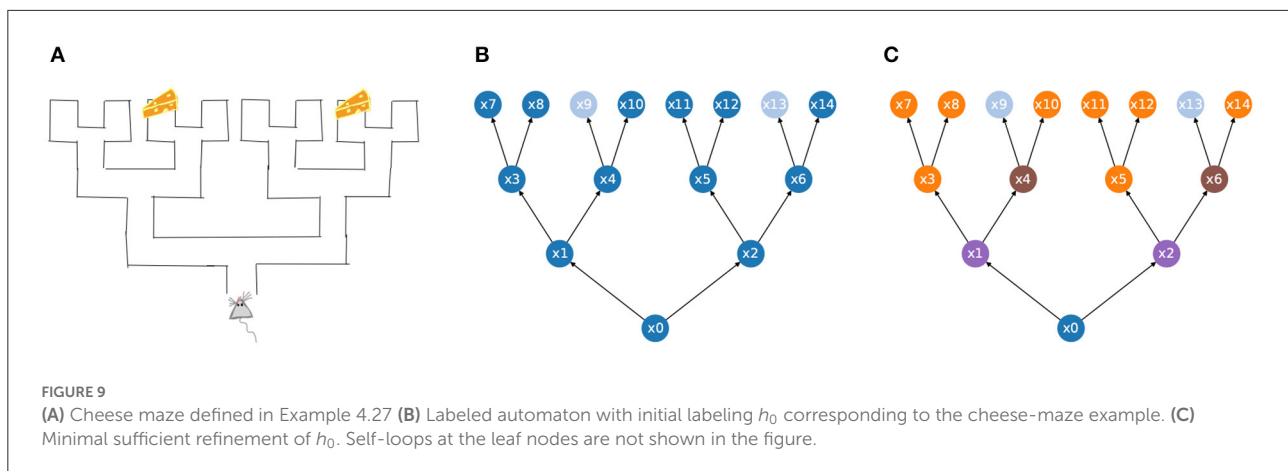 A B C
x7 x8 x9 x10 x11 x12 x13 x14 x7 x8 x9 x10 x11 x12 x13 x14
x3 x4 x5 x6 x3 x4 x5 x6
x1 x2 x1 x2
x0 x0
FIGURE 9
(A) Cheese maze defined in Example 4.27 (B) Labeled automaton with initial labeling h0 corresponding to the cheese-maze example. (C)
Minimal sufficient refinement of h0. Self-loops at the leaf nodes are not shown in the figure.